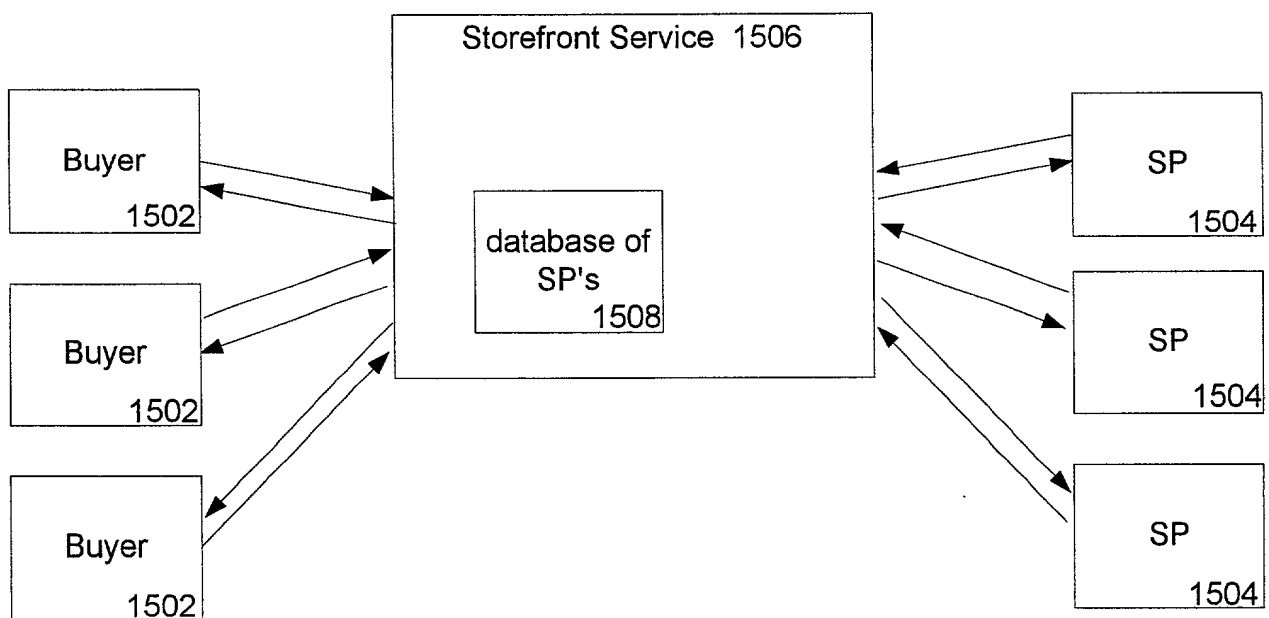 Storefront Service 1506
Buyer
1502
Buyer
1502
Buyer
1502
database of
SP's
1508
SP
1504
SP
1504
SP
1504